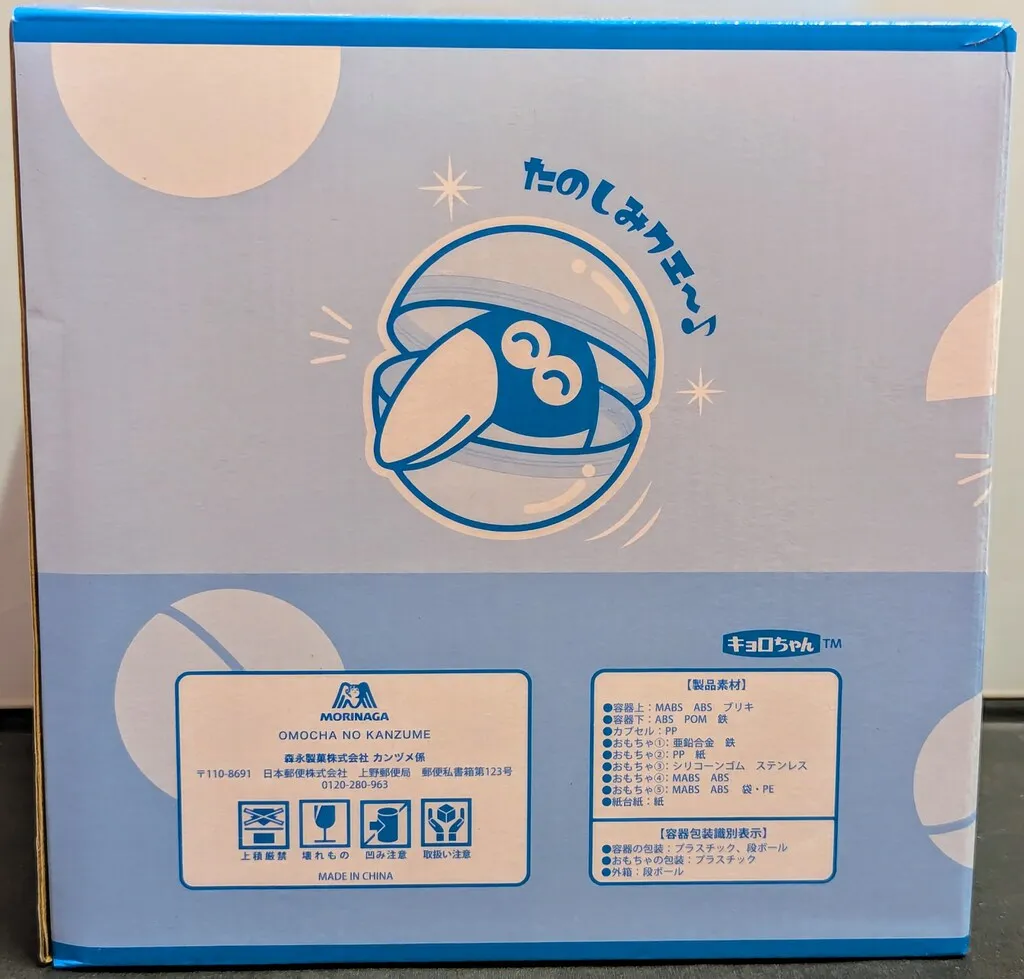 たのしみクエ〜♪
キョロちゃん™
MORINAGA
OMOCHA NO KANZUME
森永製菓株式会社 カンヅメ係
〒110-8691 日本郵便株式会社 上野郵便局 郵便私書箱第123号
0120-280-963
上積厳禁 壊れもの 凹み注意 取扱い注意
MADE IN CHINA
【製品素材】
●容器上：MABS ABS ブリキ
●容器下：ABS POM 鉄
●カプセル：PP
●おもちゃ①：亜鉛合金 鉄
●おもちゃ②：PP 紙
●おもちゃ③：シリコーンゴム ステンレス
●おもちゃ④：MABS ABS
●おもちゃ⑤：MABS ABS 袋・PE
●紙台紙：紙
【容器包装識別表示】
●容器の包装：プラスチック、段ボール
●おもちゃの包装：プラスチック
●外箱：段ボール